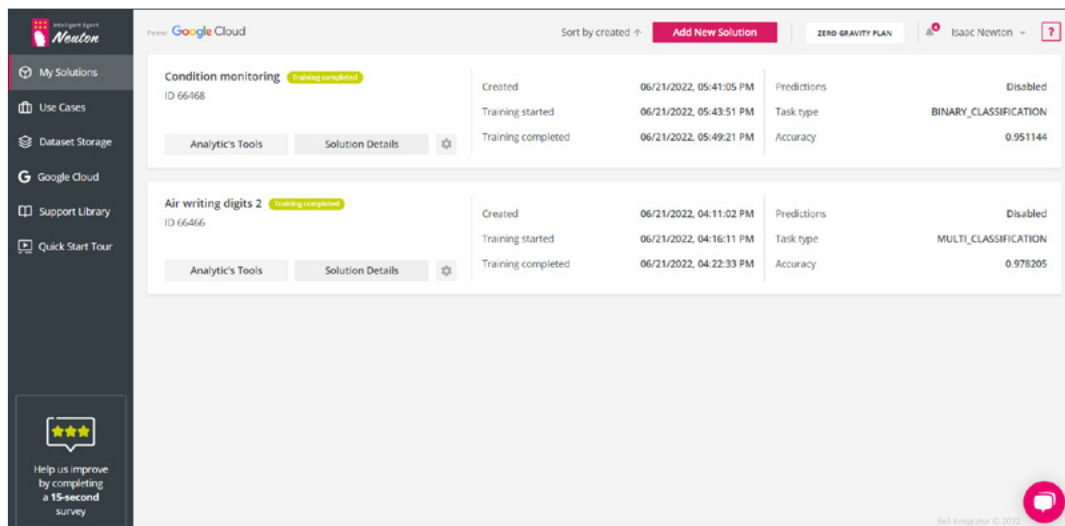 Intelligent Agent
Neuton
My Solutions
Use Cases
Dataset Storage
Google Cloud
Support Library
Quick Start Tour
Help us improve
by completing
a 15-second
survey
Partner Google Cloud
Sort by created
Add New Solution
ZERO GRAVITY PLAN
Isaac Newton
?
Condition monitoring Training completed
ID 66468
Analytic's Tools Solution Details
Created 06/21/2022, 05:41:05 PM
Training started 06/21/2022, 05:43:51 PM
Training completed 06/21/2022, 05:49:21 PM
Predictions Disabled
Task type BINARY_CLASSIFICATION
Accuracy 0.951144
Air writing digits 2 Training completed
ID 66466
Analytic's Tools Solution Details
Created 06/21/2022, 04:11:02 PM
Training started 06/21/2022, 04:16:11 PM
Training completed 06/21/2022, 04:22:33 PM
Predictions Disabled
Task type MULTI_CLASSIFICATION
Accuracy 0.978205
Bell Integrator © 2022